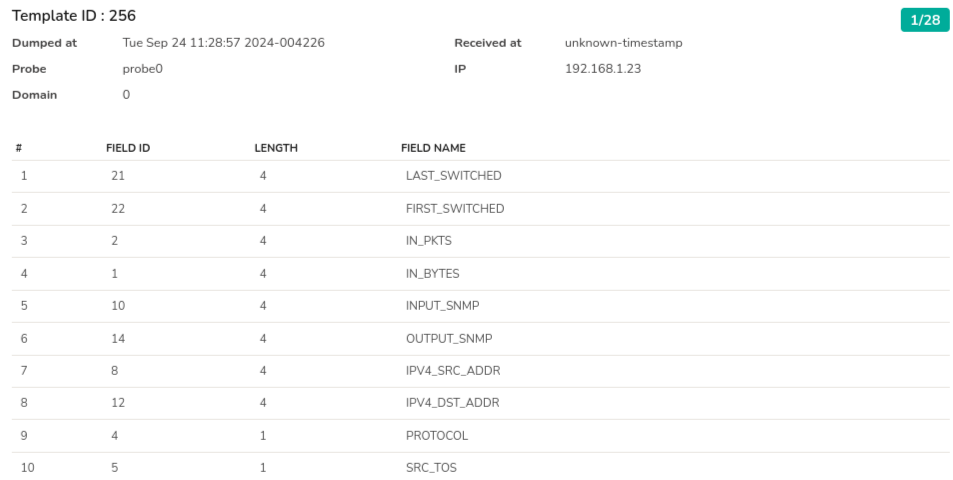 Template ID : 256
1/28
Dumped at Tue Sep 24 11:28:57 2024-004226 Received at unknown-timestamp
Probe probe0 IP 192.168.1.23
Domain 0
# FIELD ID LENGTH FIELD NAME
1 21 4 LAST_SWITCHED
2 22 4 FIRST_SWITCHED
3 2 4 IN_PKTS
4 1 4 IN_BYTES
5 10 4 INPUT_SNMP
6 14 4 OUTPUT_SNMP
7 8 4 IPV4_SRC_ADDR
8 12 4 IPV4_DST_ADDR
9 4 1 PROTOCOL
10 5 1 SRC_TOS